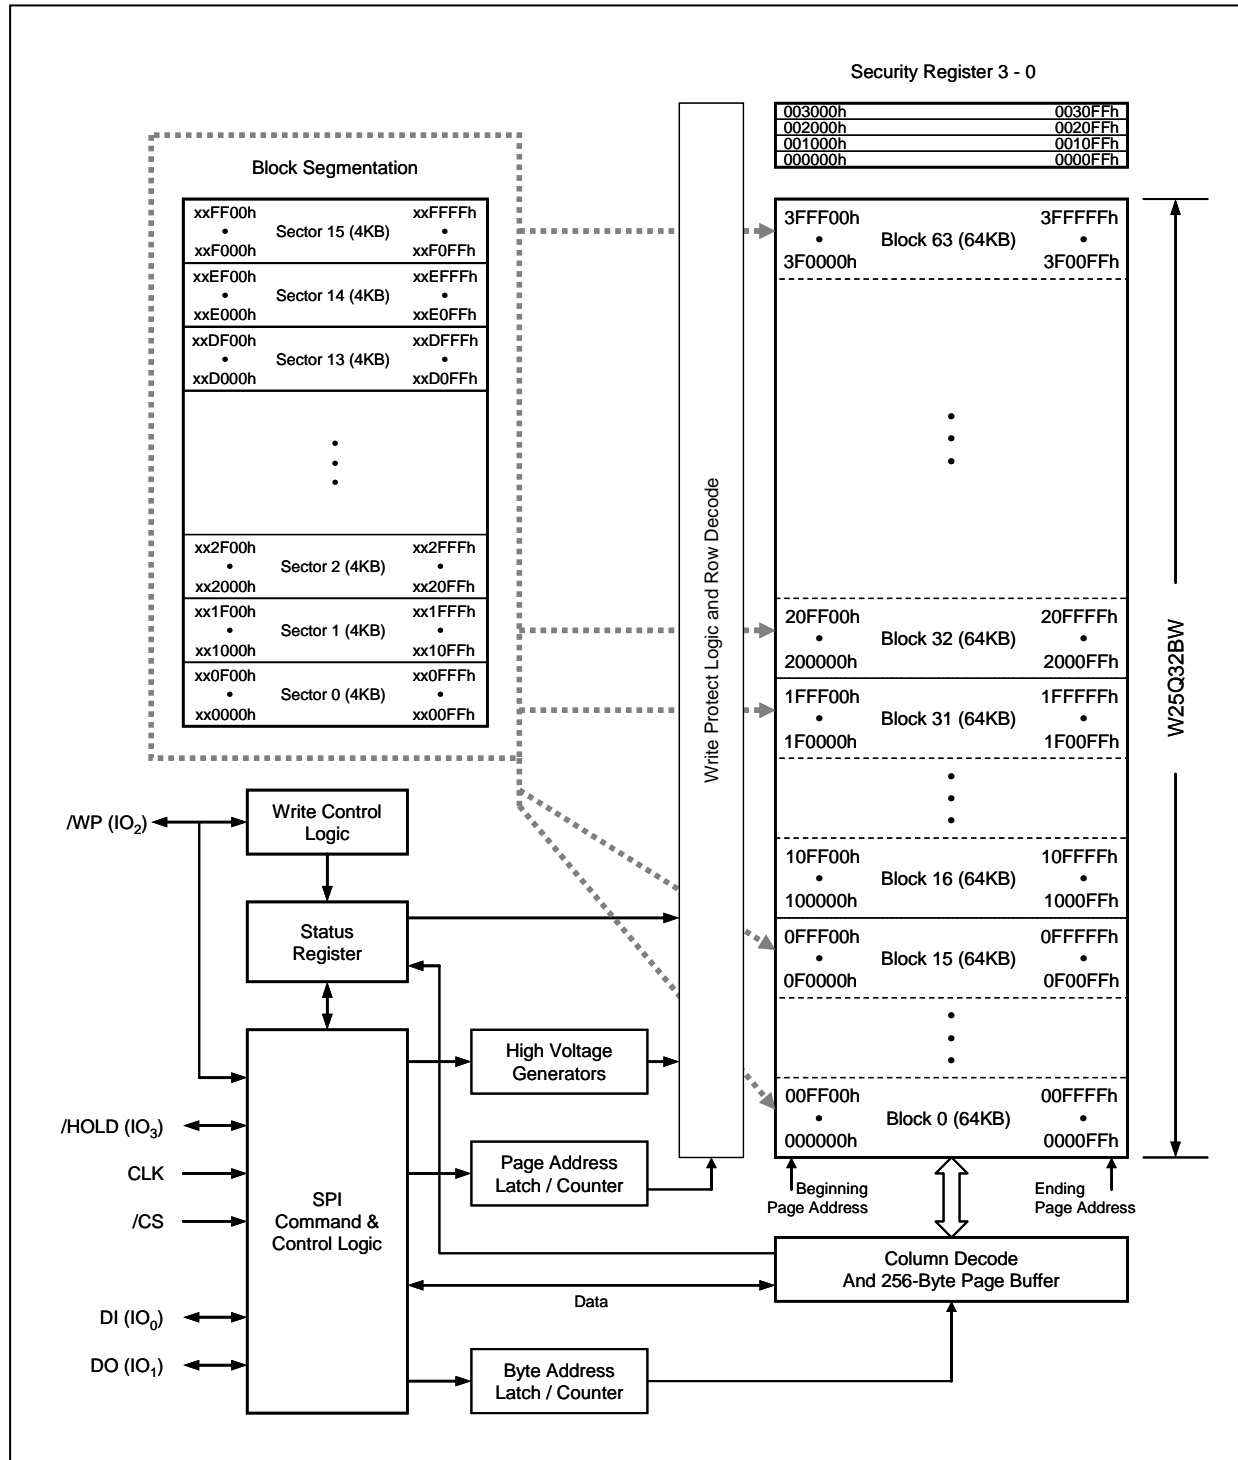 Security Register 3 - 0
003000h 0030FFh
002000h 0020FFh
001000h 0010FFh
000000h 0000FFh
Block Segmentation
xxFF00h xxFFFFh
Sector 15 (4KB)
xxF000h xxF0FFh
xxEF00h xxEFFFh
Sector 14 (4KB)
xxE000h xxE0FFh
xxDF00h xxDFFFh
Sector 13 (4KB)
xxD000h xxD0FFh
xx2F00h xx2FFFh
Sector 2 (4KB)
xx2000h xx20FFh
xx1F00h xx1FFFh
Sector 1 (4KB)
xx1000h xx10FFh
xx0F00h xx0FFFh
Sector 0 (4KB)
xx0000h xx00FFh
Write Protect Logic and Row Decode
3FFF00h 3FFFFFh
Block 63 (64KB)
3F0000h 3F00FFh
20FF00h 20FFFFh
Block 32 (64KB)
200000h 2000FFh
1FFF00h 1FFFFFh
Block 31 (64KB)
1F0000h 1F00FFh
10FF00h 10FFFFh
Block 16 (64KB)
100000h 1000FFh
0FFF00h 0FFFFFh
Block 15 (64KB)
0F0000h 0F00FFh
00FF00h 00FFFFh
Block 0 (64KB)
000000h 0000FFh
W25Q32BW
Beginning
Page Address
Ending
Page Address
/WP (IO2)
Write Control
Logic
Status
Register
High Voltage
Generators
/HOLD (IO3)
CLK
/CS
DI (IO0)
DO (IO1)
SPI
Command &
Control Logic
Page Address
Latch / Counter
Column Decode
And 256-Byte Page Buffer
Data
Byte Address
Latch / Counter